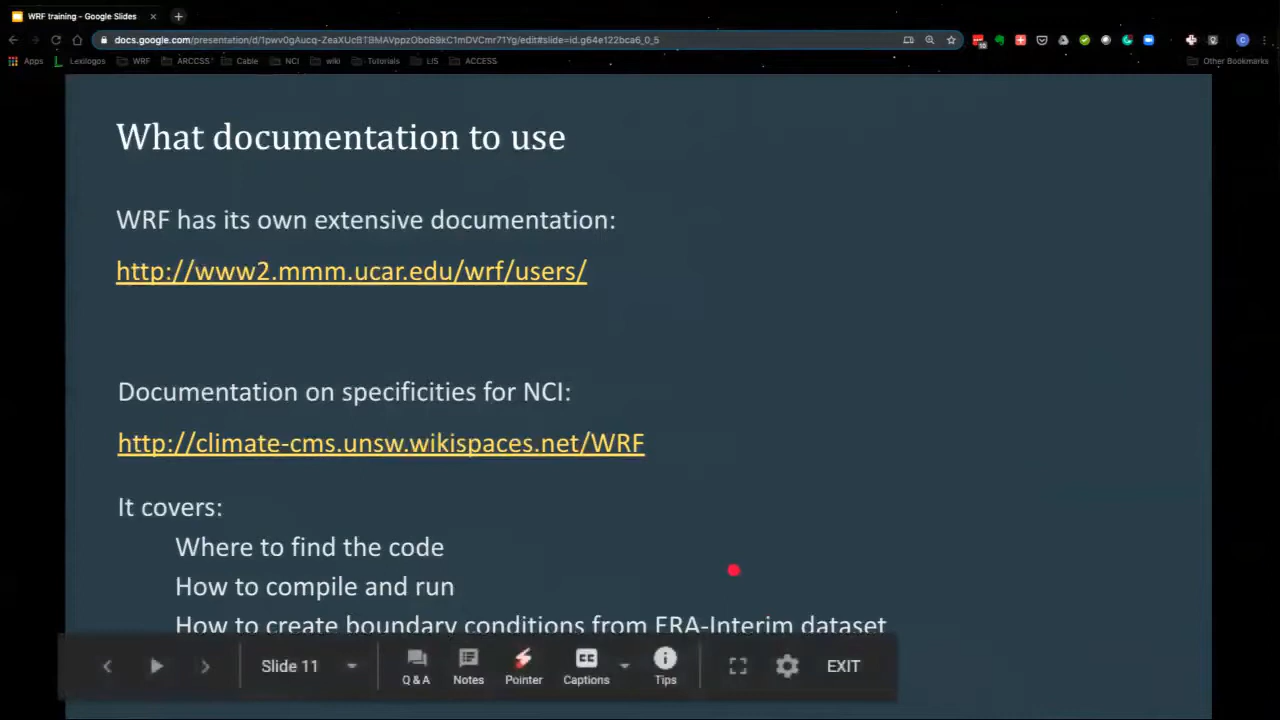 WRF training - Google Slides
docs.google.com/presentation/d/1pwv0gAucq-ZeaXUcBTBMAVppzOboB9kC1mDVCmr71Yg/edit#slide=id.g64e122bca6_0_5
Apps Lexilogos WRF ARCCSS Cable NCI wiki Tutorials LIS ACCESS Other Bookmarks
What documentation to use
WRF has its own extensive documentation:
http://www2.mmm.ucar.edu/wrf/users/
Documentation on specificities for NCI:
http://climate-cms.unsw.wikispaces.net/WRF
It covers:
Where to find the code
How to compile and run
How to create boundary conditions from ERA-Interim dataset
Slide 11 Q & A Notes Pointer Captions Tips EXIT